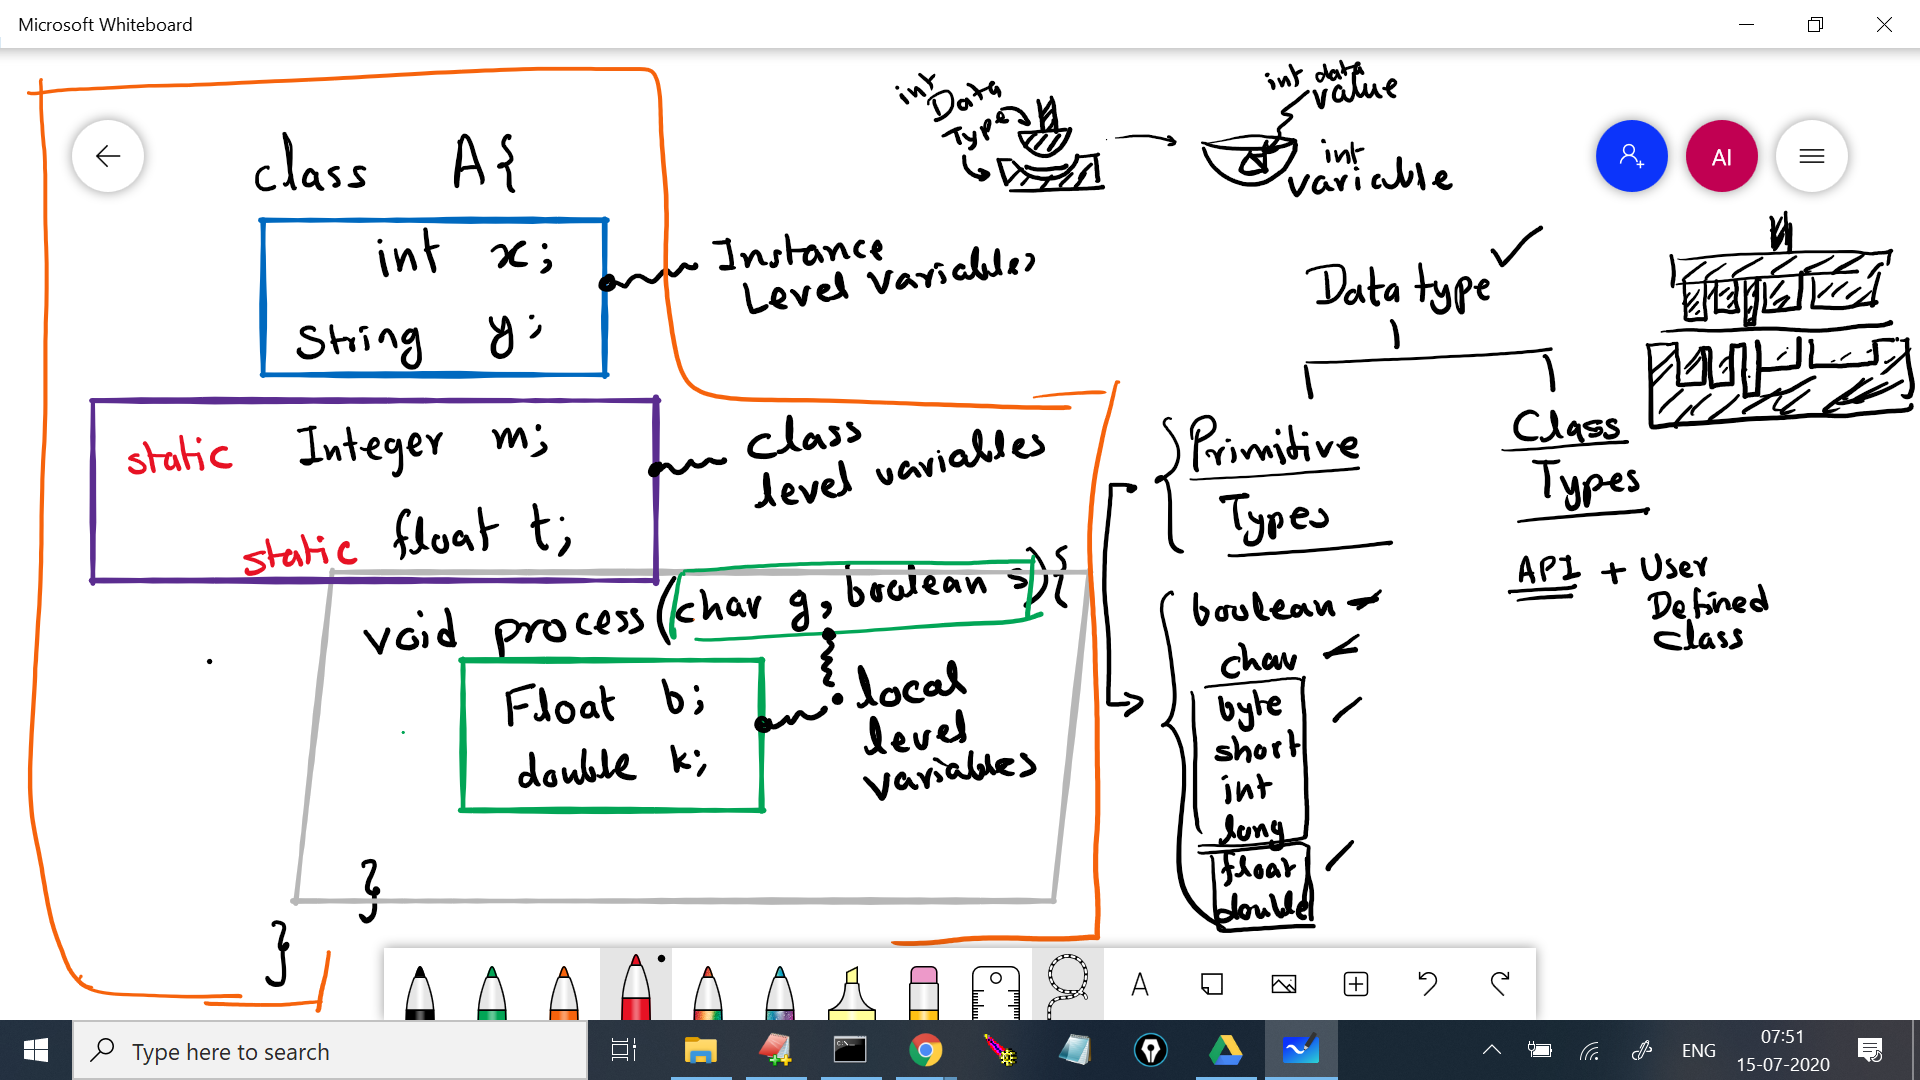 Microsoft Whiteboard
class A{
int x;
String y;
Instance
Level Variables
static Integer m;
static float t;
Class
level variables
void process(char g, boolean s){
Float b;
double k;
local
level
variables
}
}
int
Data
Type
int data
value
int
variable
AI
Data type
Primitive
Types
Class
Types
API + User
Defined
Class
boolean
char
byte
short
int
long
float
double
A
Type here to search
ENG
07:51
15-07-2020